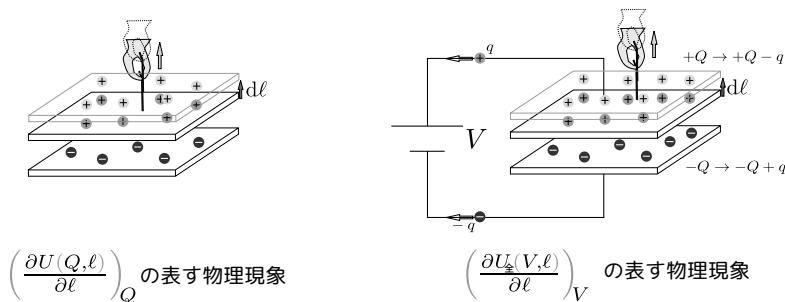 q
+Q → +Q − q
dℓ
dℓ
V
−Q → −Q + q
−q
(∂U(Q,ℓ)/∂ℓ)_Q の表す物理現象
(∂U全(V,ℓ)/∂ℓ)_V の表す物理現象